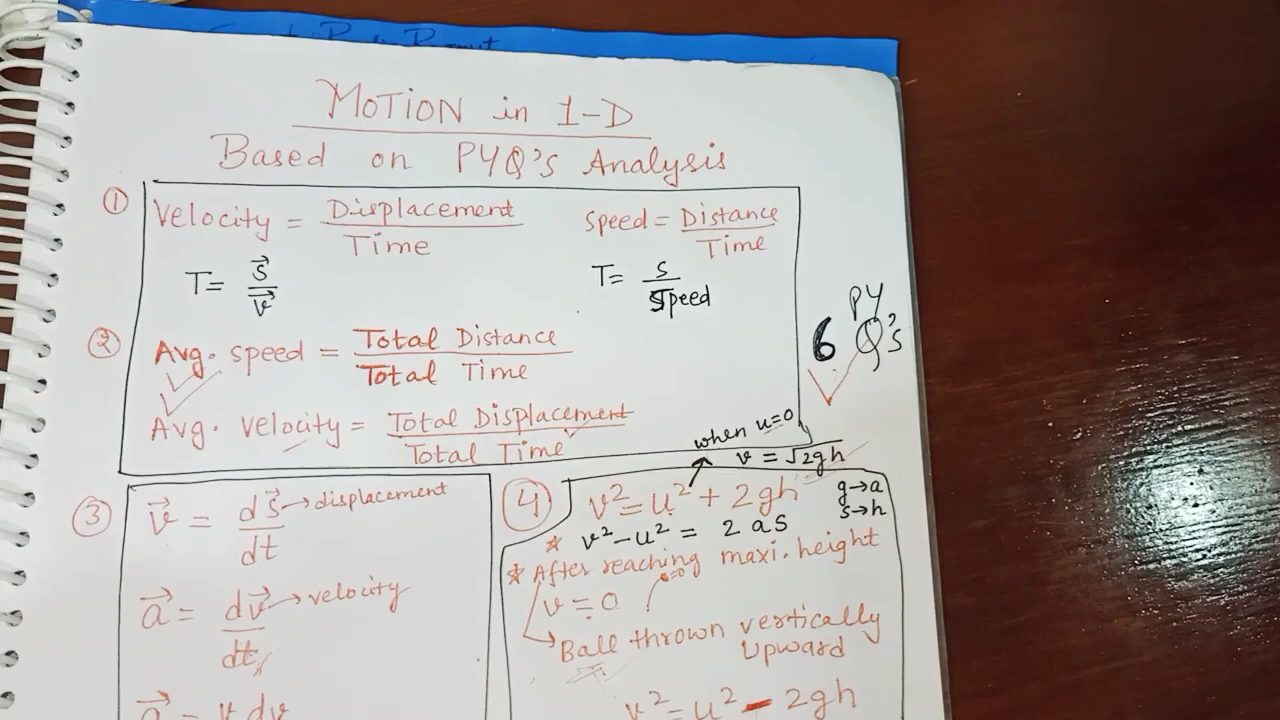 MOTION in 1-D
Based on PYQ's Analysis
① Velocity = Displacement / Time
Speed = Distance / Time
T = s⃗ / v⃗
T = s / Speed
② Avg. speed = Total Distance / Total Time
Avg. velocity = Total Displacement / Total Time
6 PYQ's
③ v⃗ = ds⃗ / dt → displacement
a⃗ = dv⃗ / dt → velocity
a⃗ = v dv
when u=0
v = √2gh
④ v² = u² + 2gh
g→a
s→h
* v² - u² = 2as
* After reaching maxi. height
v = 0
→ Ball thrown vertically
upward
v² = u² - 2gh